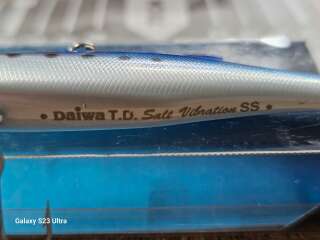 • Daiwa T.D. Salt Vibration SS •
Galaxy S23 Ultra